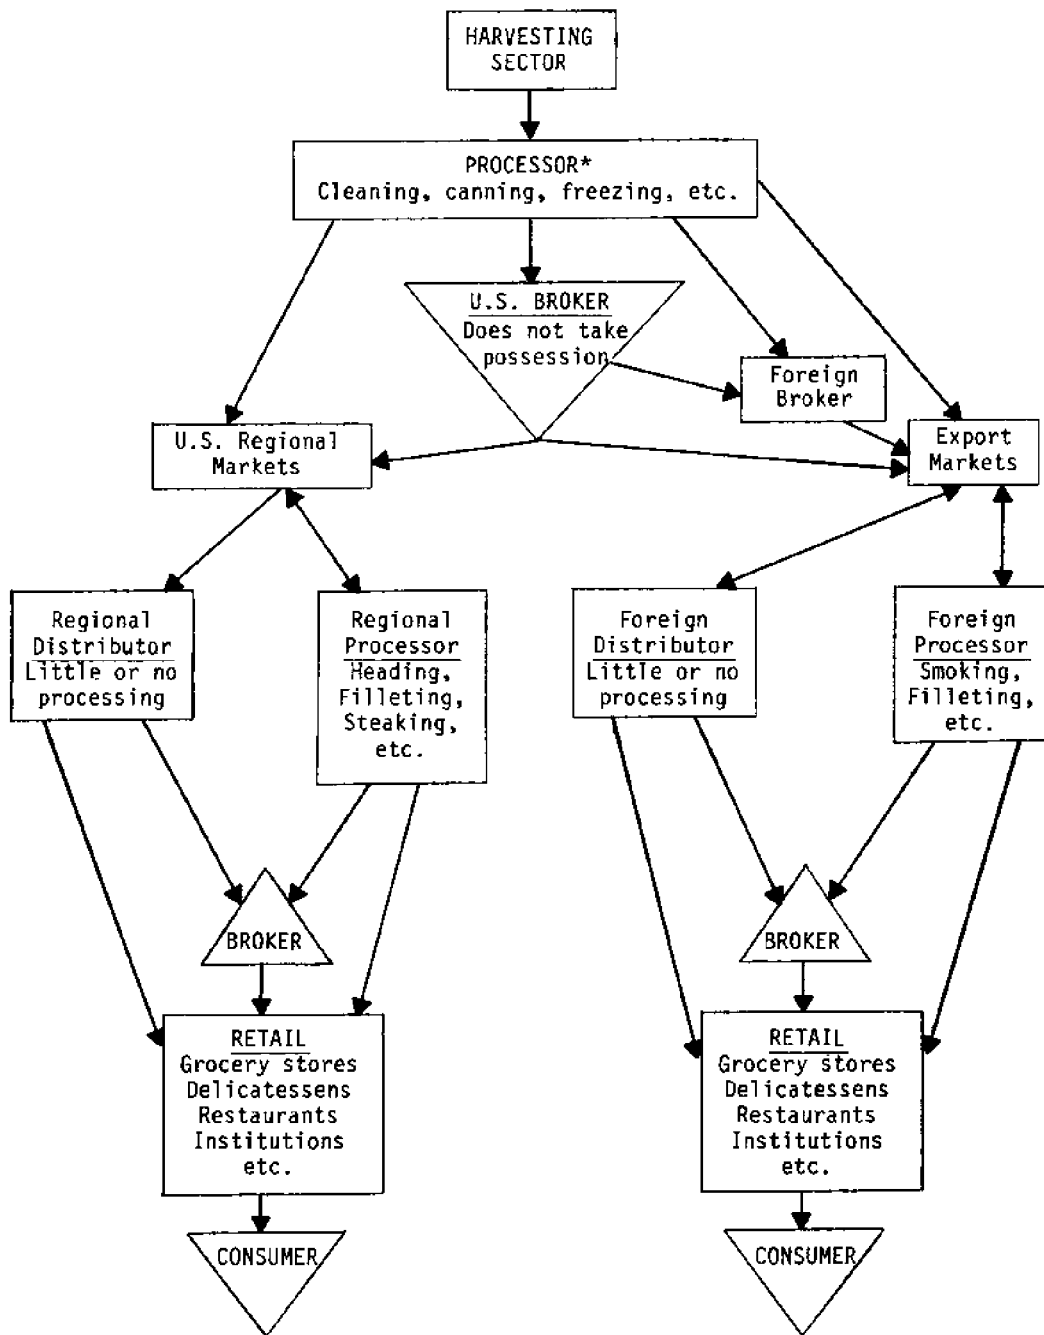 HARVESTING
SECTOR
PROCESSOR*
Cleaning, canning, freezing, etc.
U.S. BROKER
Does not take
possession
Foreign
Broker
U.S. Regional
Markets
Export
Markets
Regional
Distributor
Little or no
processing
Regional
Processor
Heading,
Filleting,
Steaking,
etc.
Foreign
Distributor
Little or no
processing
Foreign
Processor
Smoking,
Filleting,
etc.
BROKER
BROKER
RETAIL
Grocery stores
Delicatessens
Restaurants
Institutions
etc.
RETAIL
Grocery stores
Delicatessens
Restaurants
Institutions
etc.
CONSUMER
CONSUMER